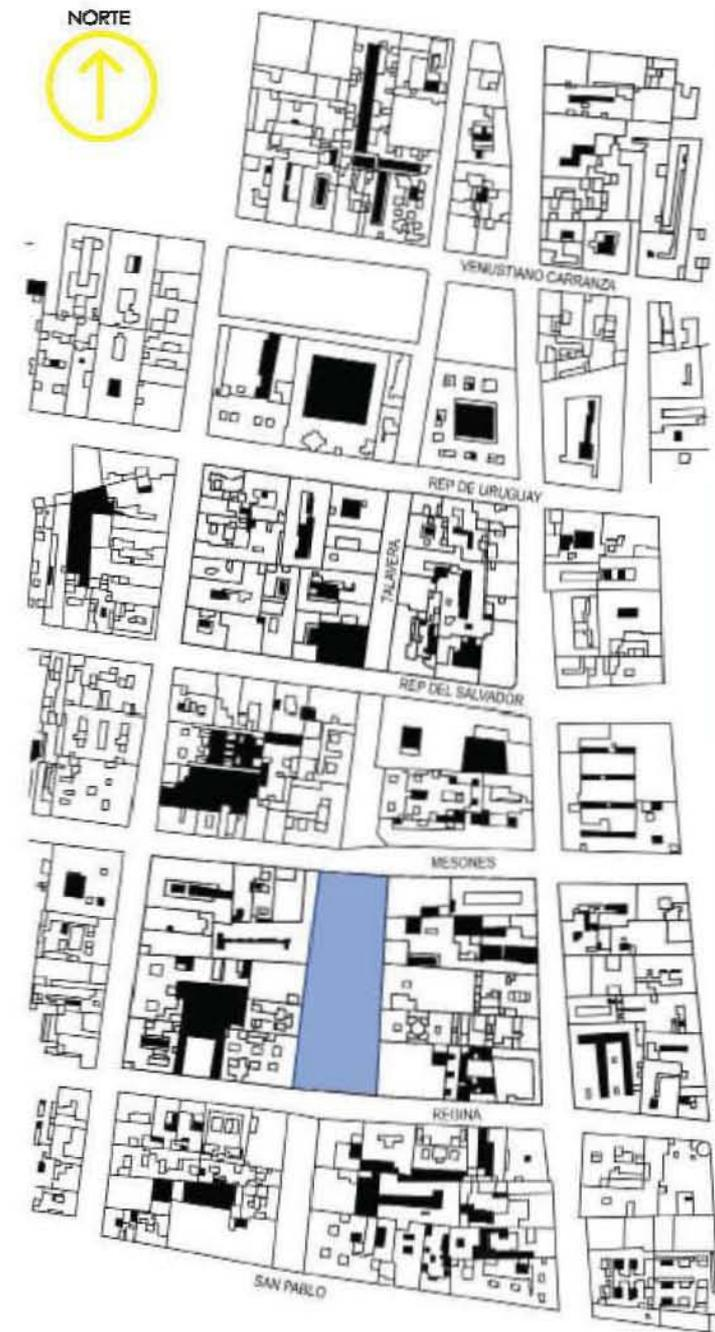 NORTE
VENUSTIANO CARRANZA
REP DE URUGUAY
TALAVERA
REP DEL SALVADOR
MESONES
REGINA
SAN PABLO